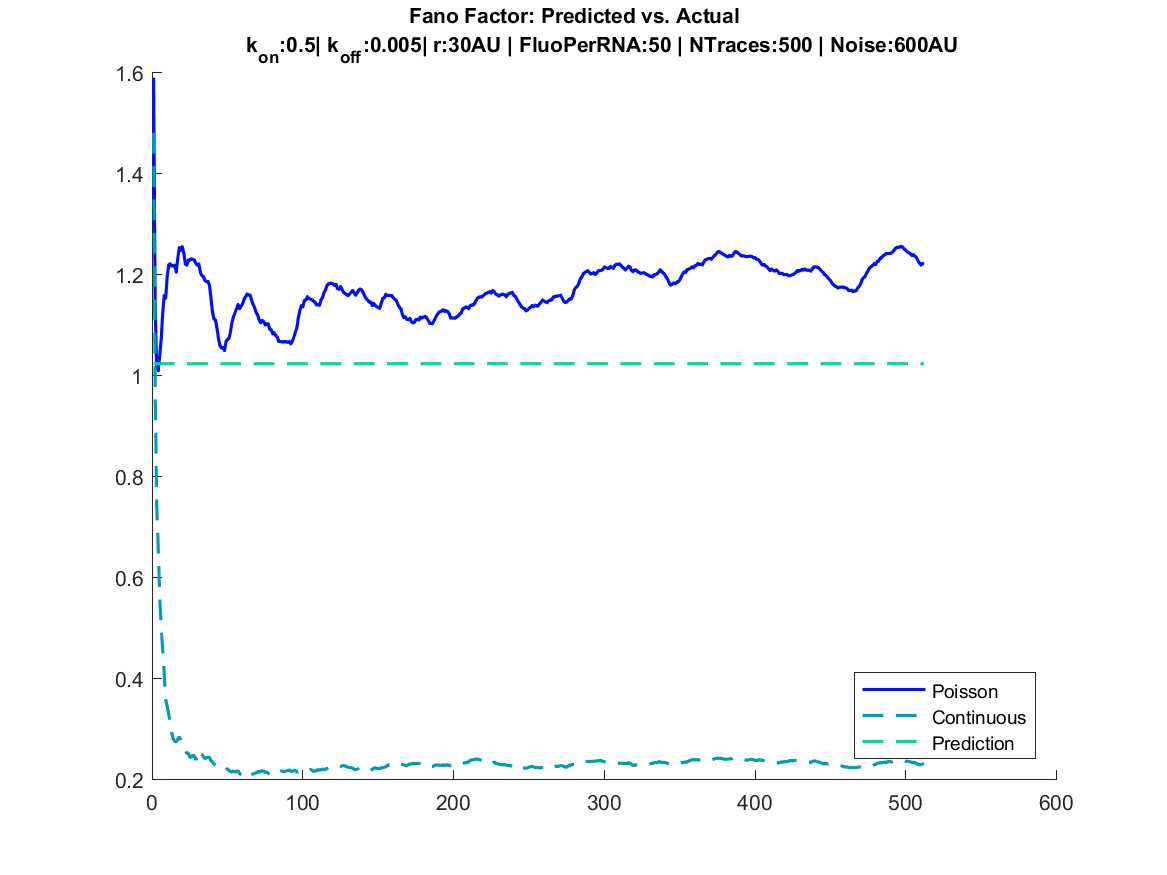 Fano Factor: Predicted vs. Actual
k_on:0.5| k_off:0.005| r:30AU | FluoPerRNA:50 | NTraces:500 | Noise:600AU
1.6
1.4
1.2
1
0.8
0.6
0.4
0.2
0 100 200 300 400 500 600
Poisson
Continuous
Prediction